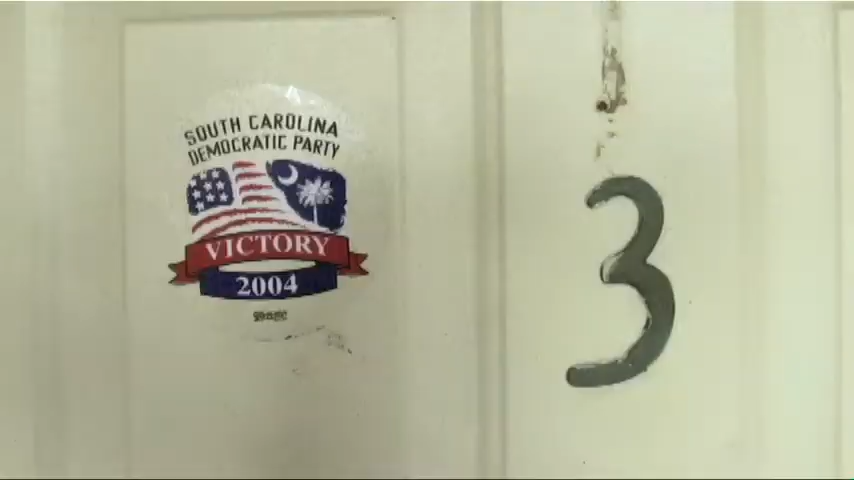 SOUTH CAROLINA
DEMOCRATIC PARTY
VICTORY
2004
3